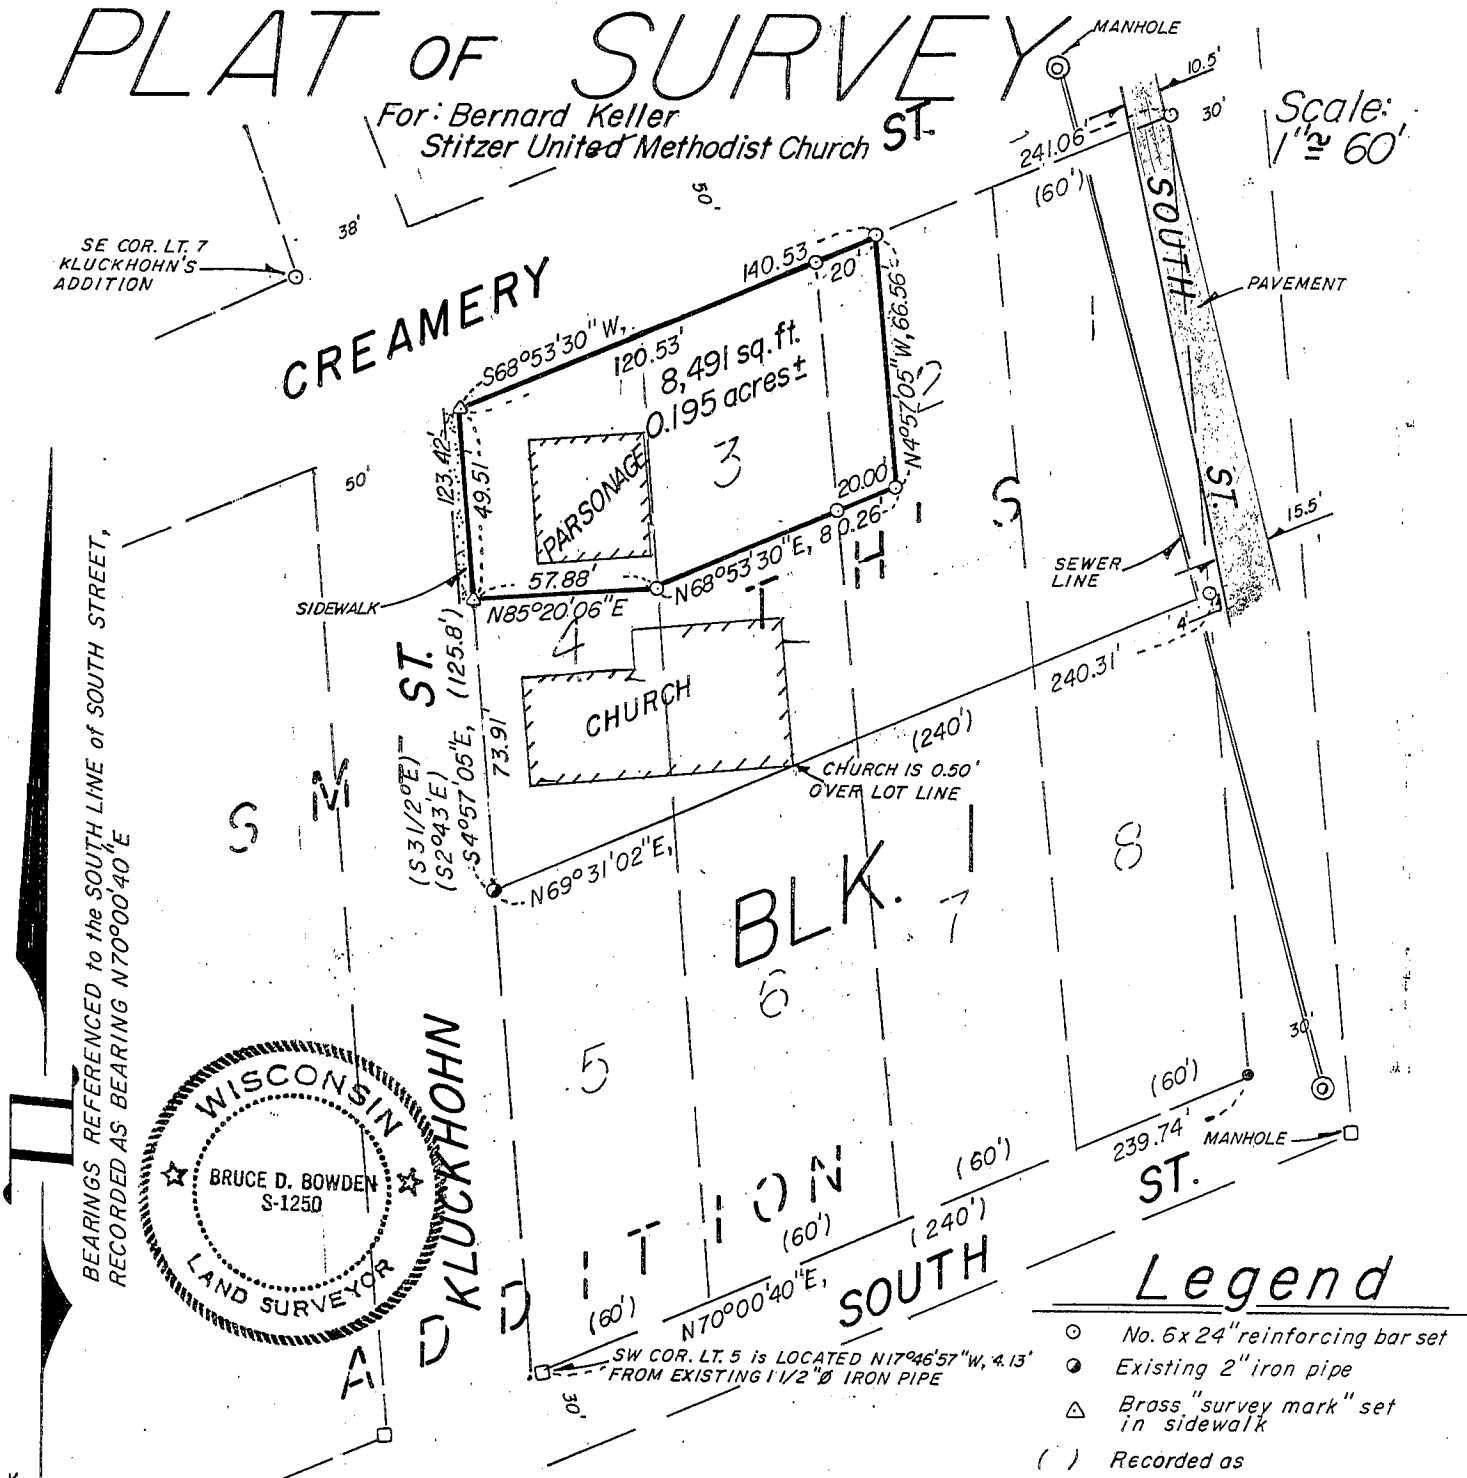 PLAT OF SURVEY
For: Bernard Keller
Stitzer United Methodist Church
Scale:
1" ≅ 60'
MANHOLE
10.5'
30'
241.06'
(60')
SOUTH
ST.
PAVEMENT
15.5'
SEWER
LINE
4'
50'
38'
SE COR. LT. 7
KLUCKHOHN'S
ADDITION
CREAMERY
ST.
S68°53'30"W,
140.53
20'
120.53'
8,491 sq.ft.
0.195 acres±
N4°57'05"W, 66.56'
1
2
3
4
50'
123.42'
49.51'
PARSONAGE
20.00'
N68°53'30"E, 80.26'
57.88'
N85°20'06"E
SIDEWALK
(125.8')
S4°57'05"E,
(S2°43'E)
(S31/2°E)
73.91'
CHURCH
CHURCH IS 0.50'
OVER LOT LINE
240.31'
(240')
N69°31'02"E,
SMITH'S
ADDITION
BLK. 1
5
6
7
8
KLUCKHOHN
ST.
BEARINGS REFERENCED to the SOUTH LINE of SOUTH STREET,
RECORDED AS BEARING N70°00'40"E
WISCONSIN
BRUCE D. BOWDEN
S-1250
LAND SURVEYOR
30'
(60')
239.74'
MANHOLE
(60')
(60')
(240')
(60')
N70°00'40"E,
SOUTH
ST.
SW COR. LT. 5 is LOCATED N17°46'57"W, 4.13'
FROM EXISTING 1 1/2"Ø IRON PIPE
30'
Legend
No. 6x24" reinforcing bar set
Existing 2" iron pipe
Brass "survey mark" set
in sidewalk
( ) Recorded as